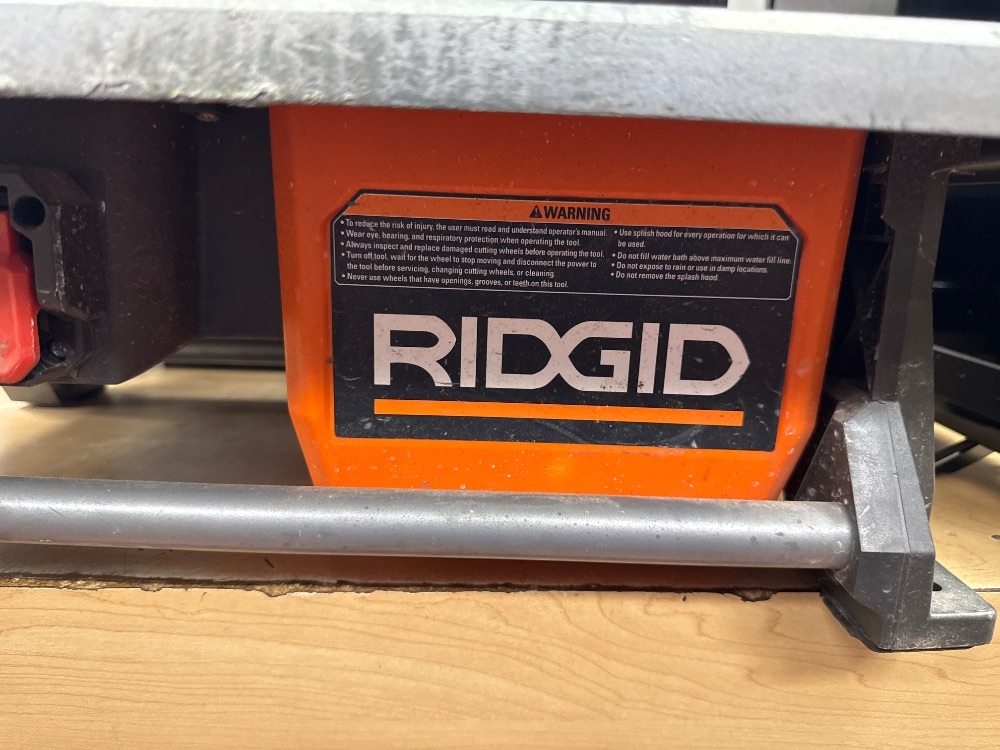 WARNING
• To reduce the risk of injury, the user must read and understand operator's manual.
• Wear eye, hearing, and respiratory protection when operating the tool.
• Always inspect and replace damaged cutting wheels before operating the tool.
• Turn off tool, wait for the wheel to stop moving and disconnect the power to
the tool before servicing, changing cutting wheels, or cleaning.
• Never use wheels that have openings, grooves, or teeth on this tool.
• Use splash hood for every operation for which it can
be used.
• Do not fill water bath above maximum water fill line.
• Do not expose to rain or use in damp locations.
• Do not remove the splash hood.
RIDGID